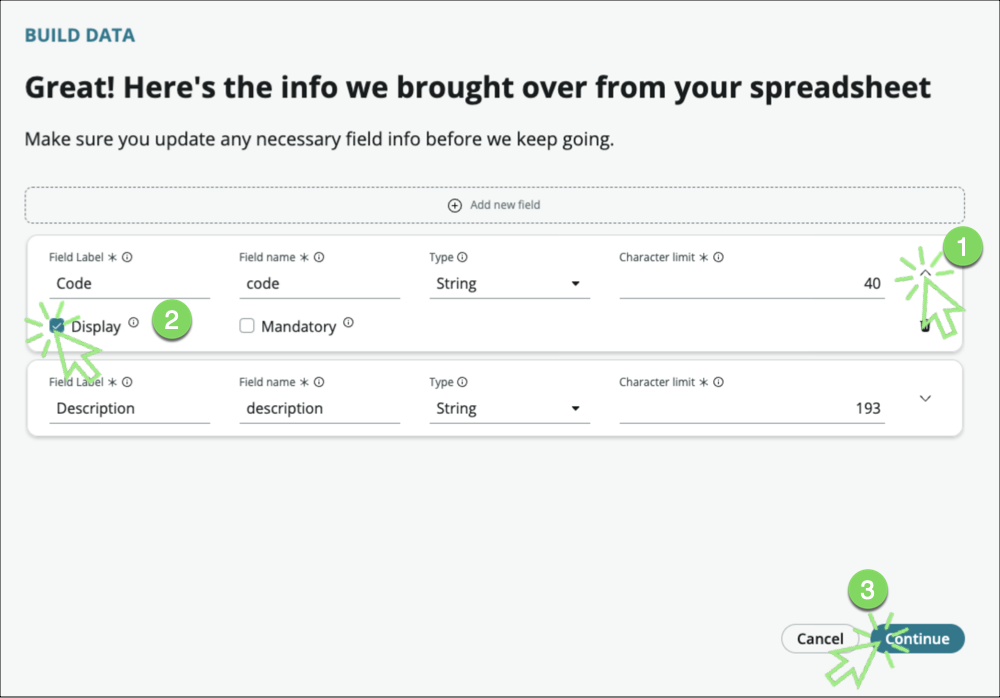 BUILD DATA
Great! Here's the info we brought over from your spreadsheet
Make sure you update any necessary field info before we keep going.
Add new field
1
Field Label * Field name * Type Character limit *
Code code String 40
Display 2 Mandatory
Field Label * Field name * Type Character limit *
Description description String 193
3
Cancel Continue